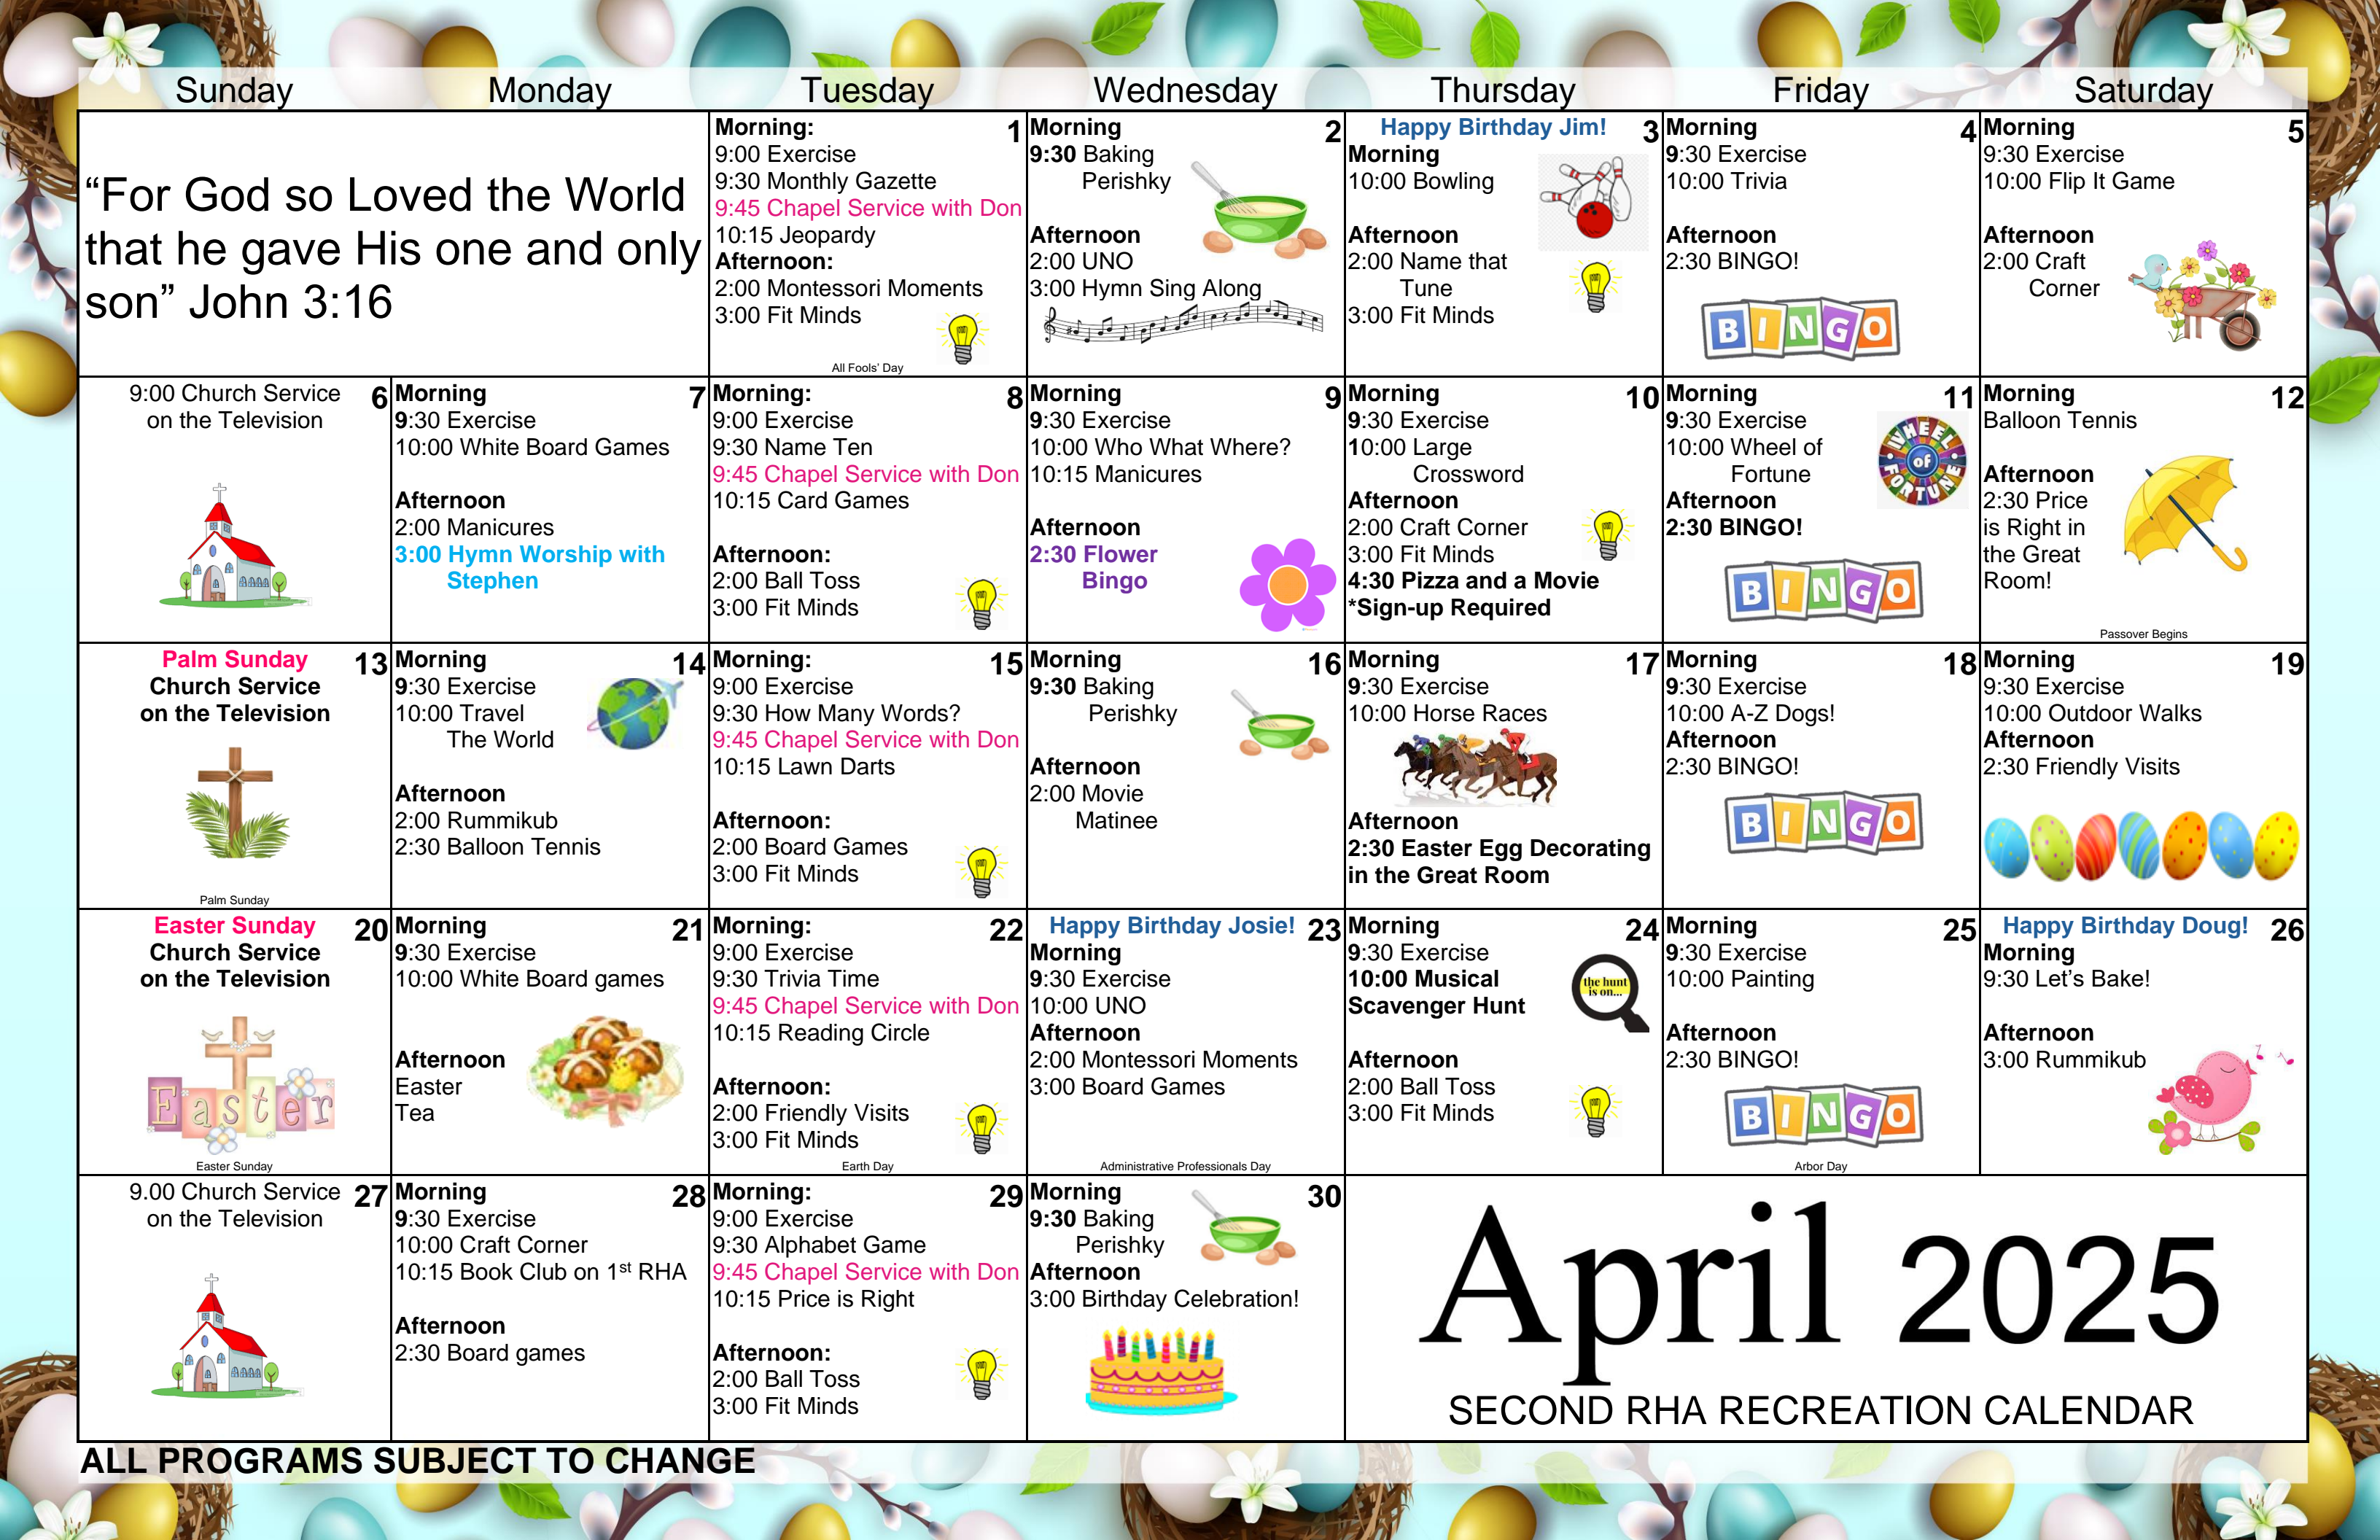 Sunday Monday Tuesday Wednesday Thursday Friday Saturday
“For God so Loved the World
that he gave His one and only
son” John 3:16
1
Morning:
9:00 Exercise
9:30 Monthly Gazette
9:45 Chapel Service with Don
10:15 Jeopardy
Afternoon:
2:00 Montessori Moments
3:00 Fit Minds
All Fools’ Day
2
Morning
9:30 Baking
Perishky
Afternoon
2:00 UNO
3:00 Hymn Sing Along
3
Happy Birthday Jim!
Morning
10:00 Bowling
Afternoon
2:00 Name that
Tune
3:00 Fit Minds
4
Morning
9:30 Exercise
10:00 Trivia
Afternoon
2:30 BINGO!
BINGO
5
Morning
9:30 Exercise
10:00 Flip It Game
Afternoon
2:00 Craft
Corner
6
9:00 Church Service
on the Television
7
Morning
9:30 Exercise
10:00 White Board Games
Afternoon
2:00 Manicures
3:00 Hymn Worship with
Stephen
8
Morning:
9:00 Exercise
9:30 Name Ten
9:45 Chapel Service with Don
10:15 Card Games
Afternoon:
2:00 Ball Toss
3:00 Fit Minds
9
Morning
9:30 Exercise
10:00 Who What Where?
10:15 Manicures
Afternoon
2:30 Flower
Bingo
10
Morning
9:30 Exercise
10:00 Large
Crossword
Afternoon
2:00 Craft Corner
3:00 Fit Minds
4:30 Pizza and a Movie
*Sign-up Required
11
Morning
9:30 Exercise
10:00 Wheel of
Fortune
Afternoon
2:30 BINGO!
WHEEL
of
FORTUNE
BINGO
12
Morning
Balloon Tennis
Afternoon
2:30 Price
is Right in
the Great
Room!
Passover Begins
13
Palm Sunday
Church Service
on the Television
Palm Sunday
14
Morning
9:30 Exercise
10:00 Travel
The World
Afternoon
2:00 Rummikub
2:30 Balloon Tennis
15
Morning:
9:00 Exercise
9:30 How Many Words?
9:45 Chapel Service with Don
10:15 Lawn Darts
Afternoon:
2:00 Board Games
3:00 Fit Minds
16
Morning
9:30 Baking
Perishky
Afternoon
2:00 Movie
Matinee
17
Morning
9:30 Exercise
10:00 Horse Races
Afternoon
2:30 Easter Egg Decorating
in the Great Room
18
Morning
9:30 Exercise
10:00 A-Z Dogs!
Afternoon
2:30 BINGO!
BINGO
19
Morning
9:30 Exercise
10:00 Outdoor Walks
Afternoon
2:30 Friendly Visits
20
Easter Sunday
Church Service
on the Television
Easter
Easter Sunday
21
Morning
9:30 Exercise
10:00 White Board games
Afternoon
Easter
Tea
22
Morning:
9:00 Exercise
9:30 Trivia Time
9:45 Chapel Service with Don
10:15 Reading Circle
Afternoon:
2:00 Friendly Visits
3:00 Fit Minds
Earth Day
23
Happy Birthday Josie!
Morning
9:30 Exercise
10:00 UNO
Afternoon
2:00 Montessori Moments
3:00 Board Games
Administrative Professionals Day
24
Morning
9:30 Exercise
10:00 Musical
Scavenger Hunt
the hunt
is on...
Afternoon
2:00 Ball Toss
3:00 Fit Minds
25
Morning
9:30 Exercise
10:00 Painting
Afternoon
2:30 BINGO!
BINGO
Arbor Day
26
Happy Birthday Doug!
Morning
9:30 Let’s Bake!
Afternoon
3:00 Rummikub
27
9.00 Church Service
on the Television
28
Morning
9:30 Exercise
10:00 Craft Corner
10:15 Book Club on 1st RHA
Afternoon
2:30 Board games
29
Morning:
9:00 Exercise
9:30 Alphabet Game
9:45 Chapel Service with Don
10:15 Price is Right
Afternoon:
2:00 Ball Toss
3:00 Fit Minds
30
Morning
9:30 Baking
Perishky
Afternoon
3:00 Birthday Celebration!
April 2025
SECOND RHA RECREATION CALENDAR
ALL PROGRAMS SUBJECT TO CHANGE